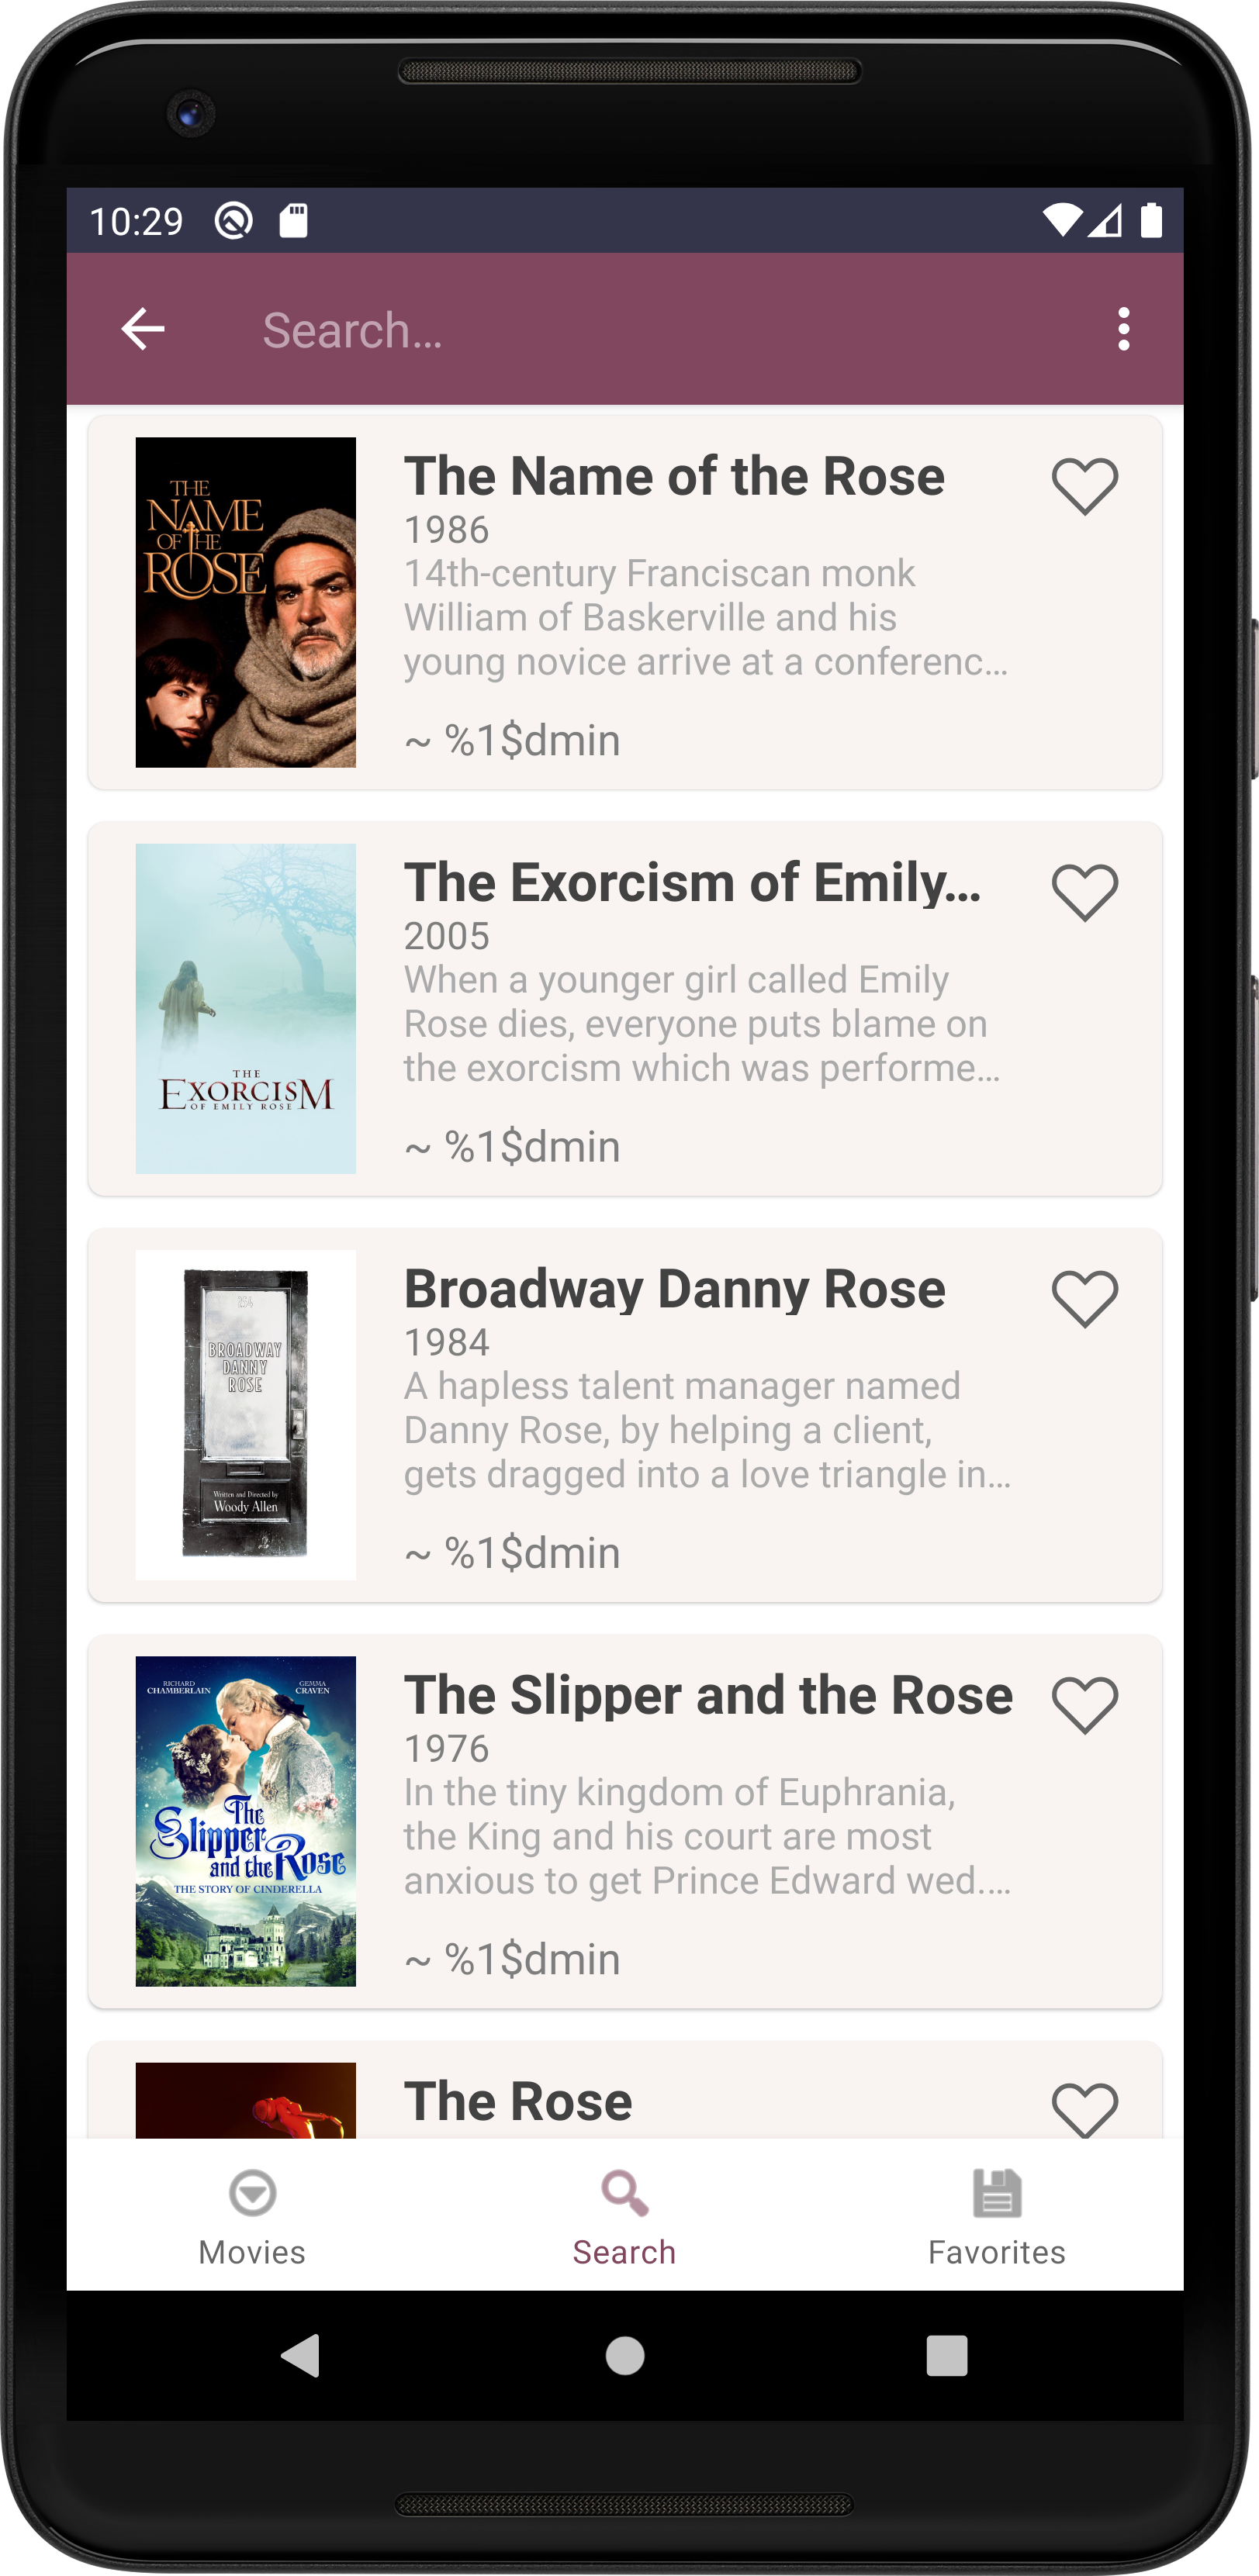 10:29
Search...
THE
NAME
OF THE
ROSE
The Name of the Rose
1986
14th-century Franciscan monk
William of Baskerville and his
young novice arrive at a conferenc...
~ %1$dmin
THE
EXORCISM
OF EMILY ROSE
The Exorcism of Emily...
2005
When a younger girl called Emily
Rose dies, everyone puts blame on
the exorcism which was performe...
~ %1$dmin
BROADWAY
DANNY
ROSE
Written and Directed by
Woody Allen
Broadway Danny Rose
1984
A hapless talent manager named
Danny Rose, by helping a client,
gets dragged into a love triangle in...
~ %1$dmin
RICHARD CHAMBERLAIN
GEMMA CRAVEN
The
Slipper
and the Rose
THE STORY OF CINDERELLA
The Slipper and the Rose
1976
In the tiny kingdom of Euphrania,
the King and his court are most
anxious to get Prince Edward wed....
~ %1$dmin
The Rose
Movies
Search
Favorites